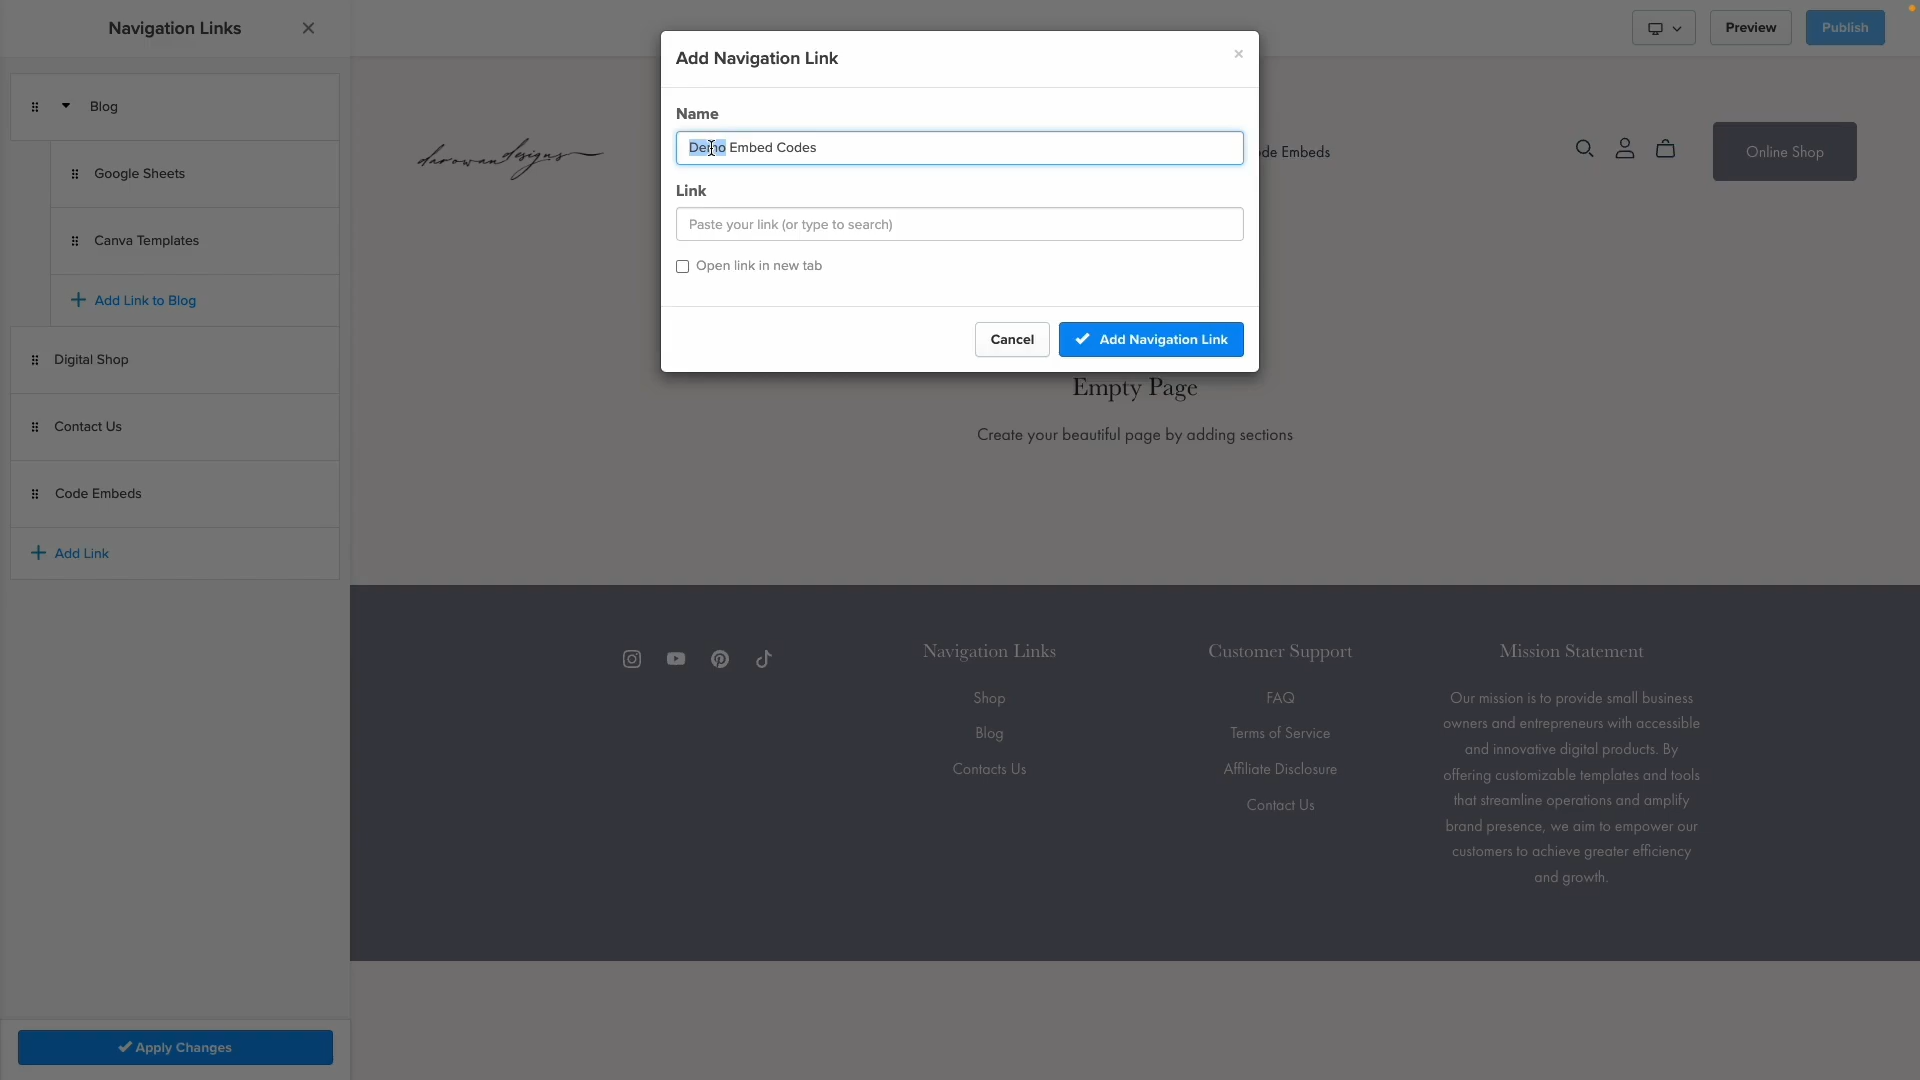 Navigation Links
Preview
Publish
Add Navigation Link
Name
Demo Embed Codes
Link
Paste your link (or type to search)
Open link in new tab
Cancel
Add Navigation Link
Blog
Google Sheets
Canva Templates
Add Link to Blog
Digital Shop
Contact Us
Code Embeds
Add Link
Apply Changes
darowandesigns
de Embeds
Online Shop
Empty Page
Create your beautiful page by adding sections
Navigation Links
Shop
Blog
Contacts Us
Customer Support
FAQ
Terms of Service
Affiliate Disclosure
Contact Us
Mission Statement
Our mission is to provide small business
owners and entrepreneurs with accessible
and innovative digital products. By
offering customizable templates and tools
that streamline operations and amplify
brand presence, we aim to empower our
customers to achieve greater efficiency
and growth.